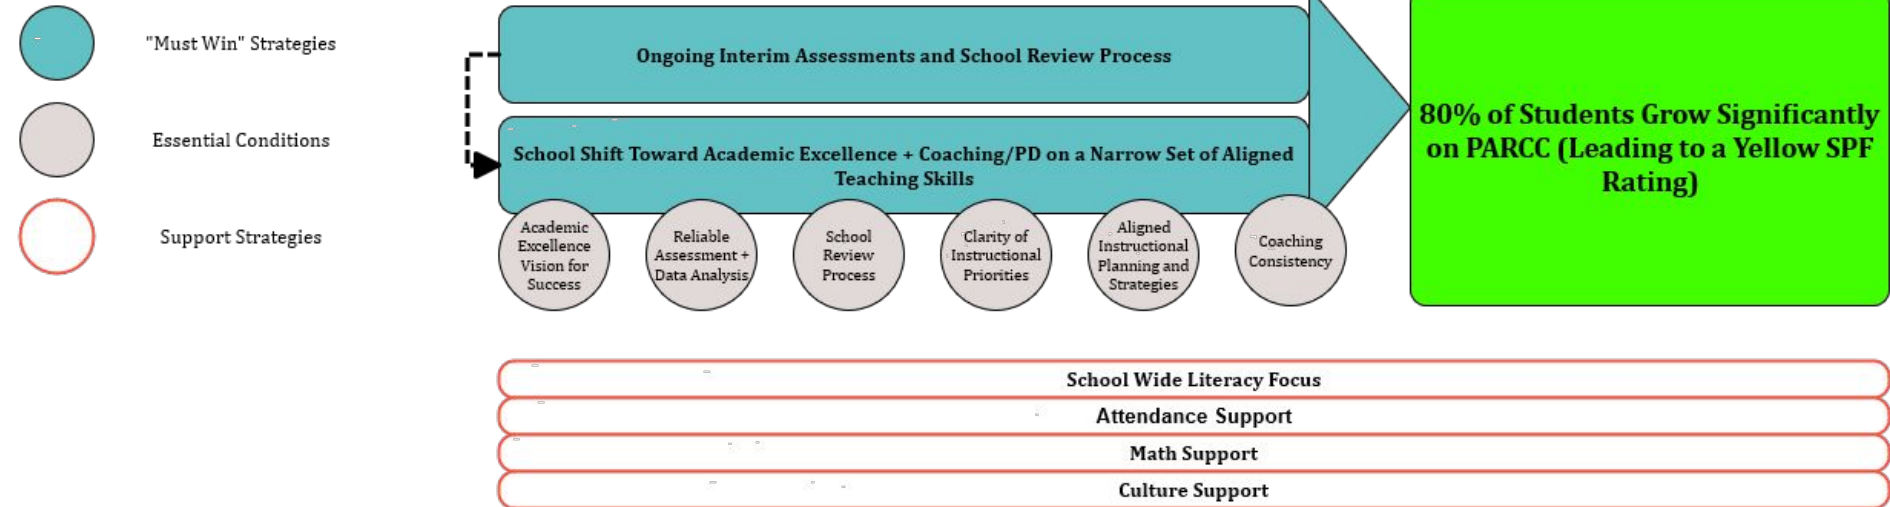 "Must Win" Strategies
Essential Conditions
Support Strategies
Ongoing Interim Assessments and School Review Process
School Shift Toward Academic Excellence + Coaching/PD on a Narrow Set of Aligned
Teaching Skills
80% of Students Grow Significantly
on PARCC (Leading to a Yellow SPF
Rating)
Academic
Excellence
Vision for
Success
Reliable
Assessment +
Data Analysis
School
Review
Process
Clarity of
Instructional
Priorities
Aligned
Instructional
Planning and
Strategies
Coaching
Consistency
School Wide Literacy Focus
Attendance Support
Math Support
Culture Support